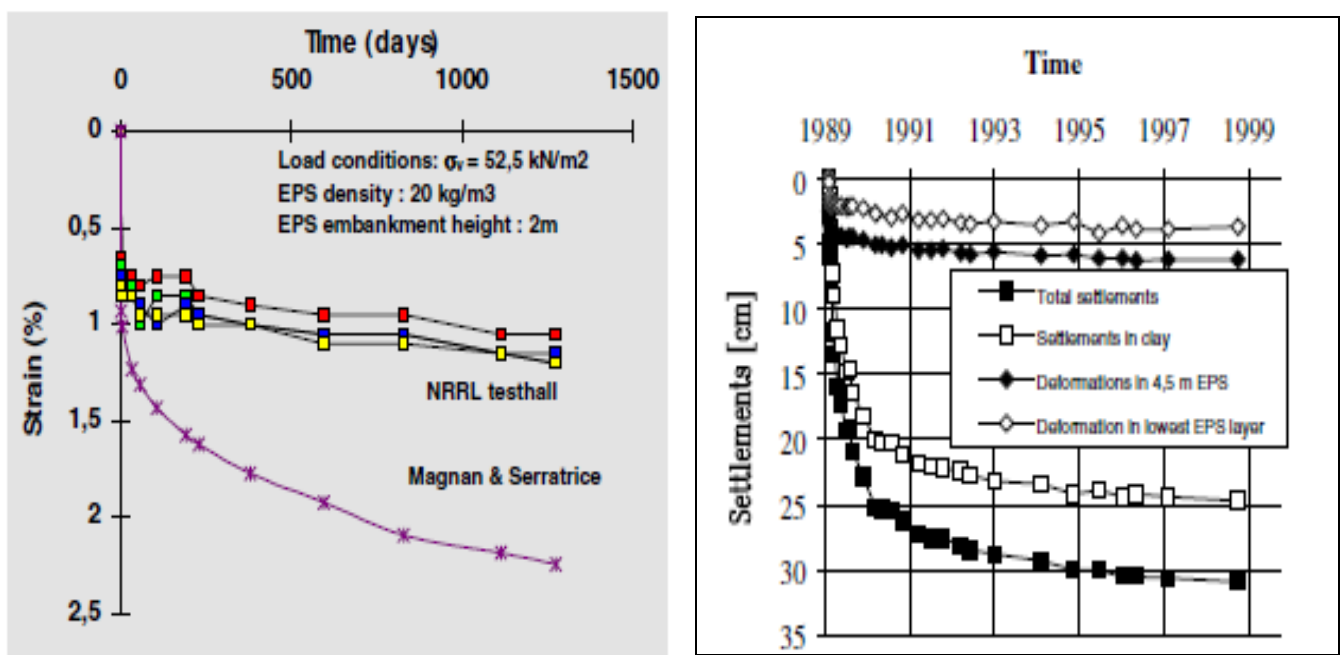 Time (days)
0 500 1000 1500
0
Load conditions: σv = 52,5 kN/m2
EPS density : 20 kg/m3
0,5
EPS embankment height : 2m
1
NRRL testhall
1,5
Magnan & Serratrice
2
2,5
Strain (%)
Time
1989 1991 1993 1995 1997 1999
0
5
10
15
20
25
30
35
Settlements [cm]
Total settlements
Settlements in clay
Deformations in 4,5 m EPS
Deformation in lowest EPS layer